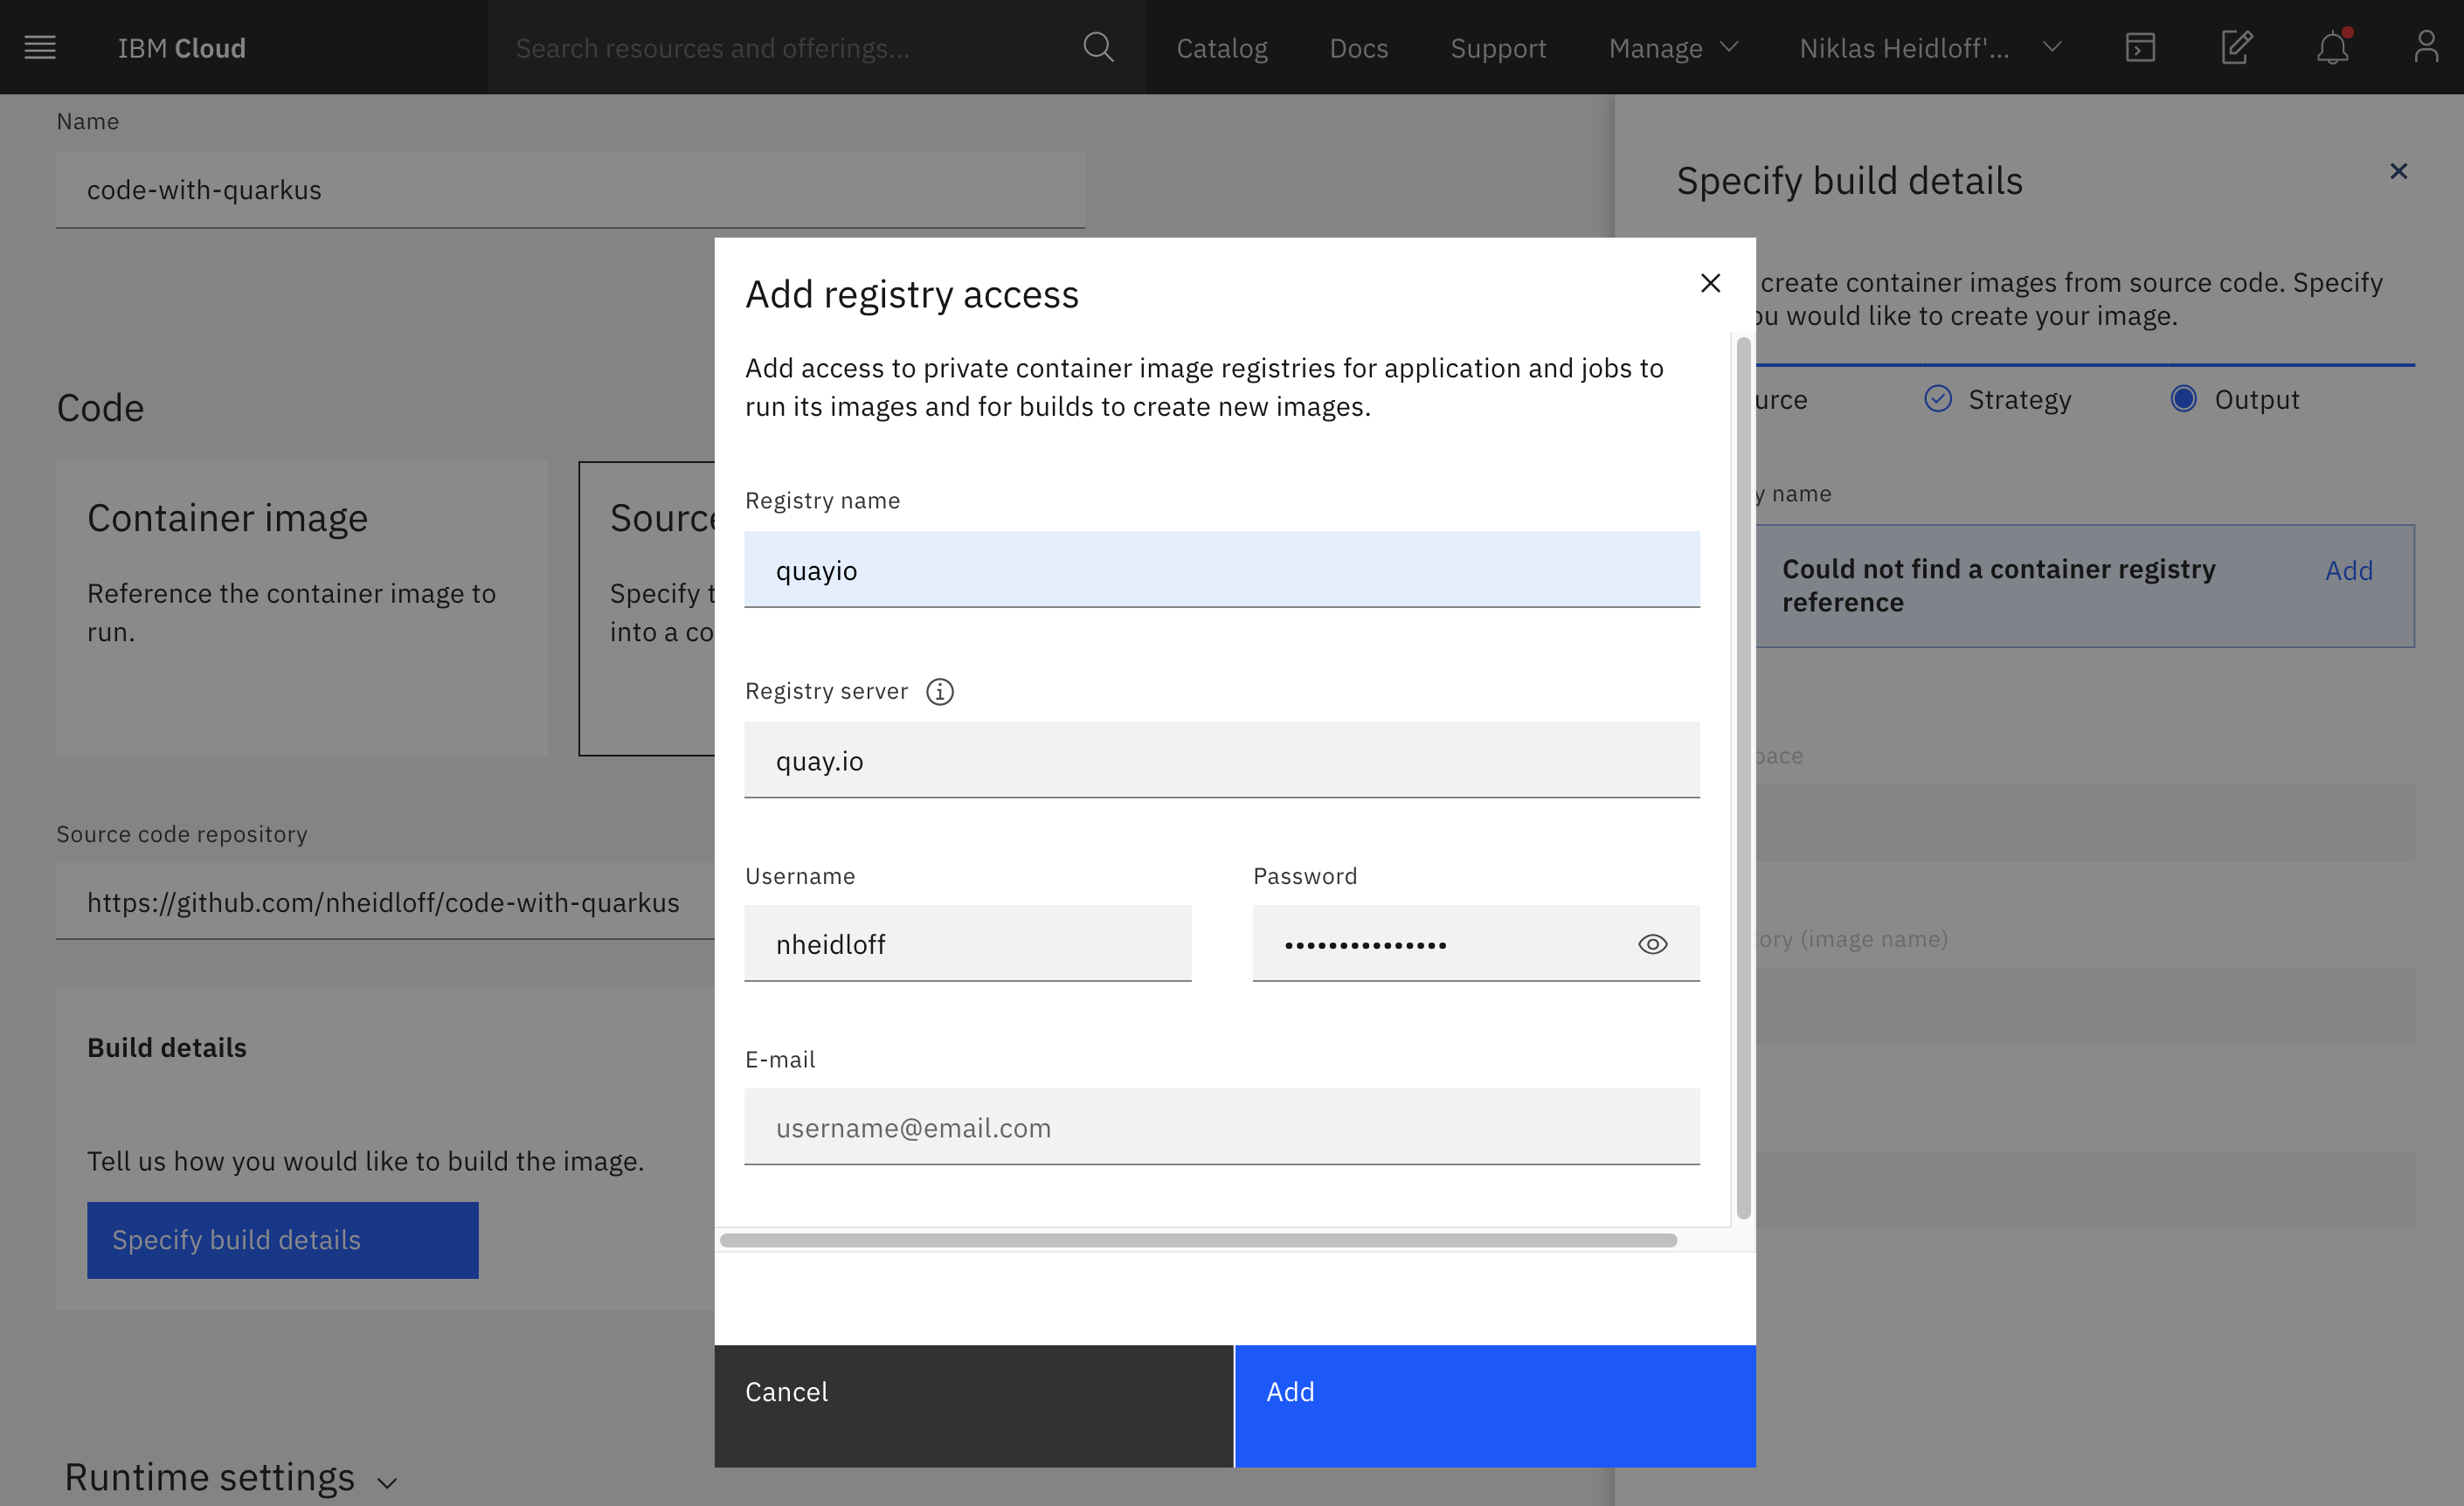 IBM Cloud
Search resources and offerings...
Catalog
Docs
Support
Manage
Niklas Heidloff'...
Name
code-with-quarkus
Code
Container image
Reference the container image to
run.
Source
Specify t
into a co
Source code repository
https://github.com/nheidloff/code-with-quarkus
Build details
Tell us how you would like to build the image.
Specify build details
Runtime settings
Add registry access
Add access to private container image registries for application and jobs to
run its images and for builds to create new images.
Registry name
quayio
Registry server
quay.io
Username
nheidloff
Password
•••••••••••••••
E-mail
username@email.com
Cancel
Add
Specify build details
create container images from source code. Specify
ou would like to create your image.
urce
Strategy
Output
y name
Could not find a container registry
reference
Add
pace
tory (image name)